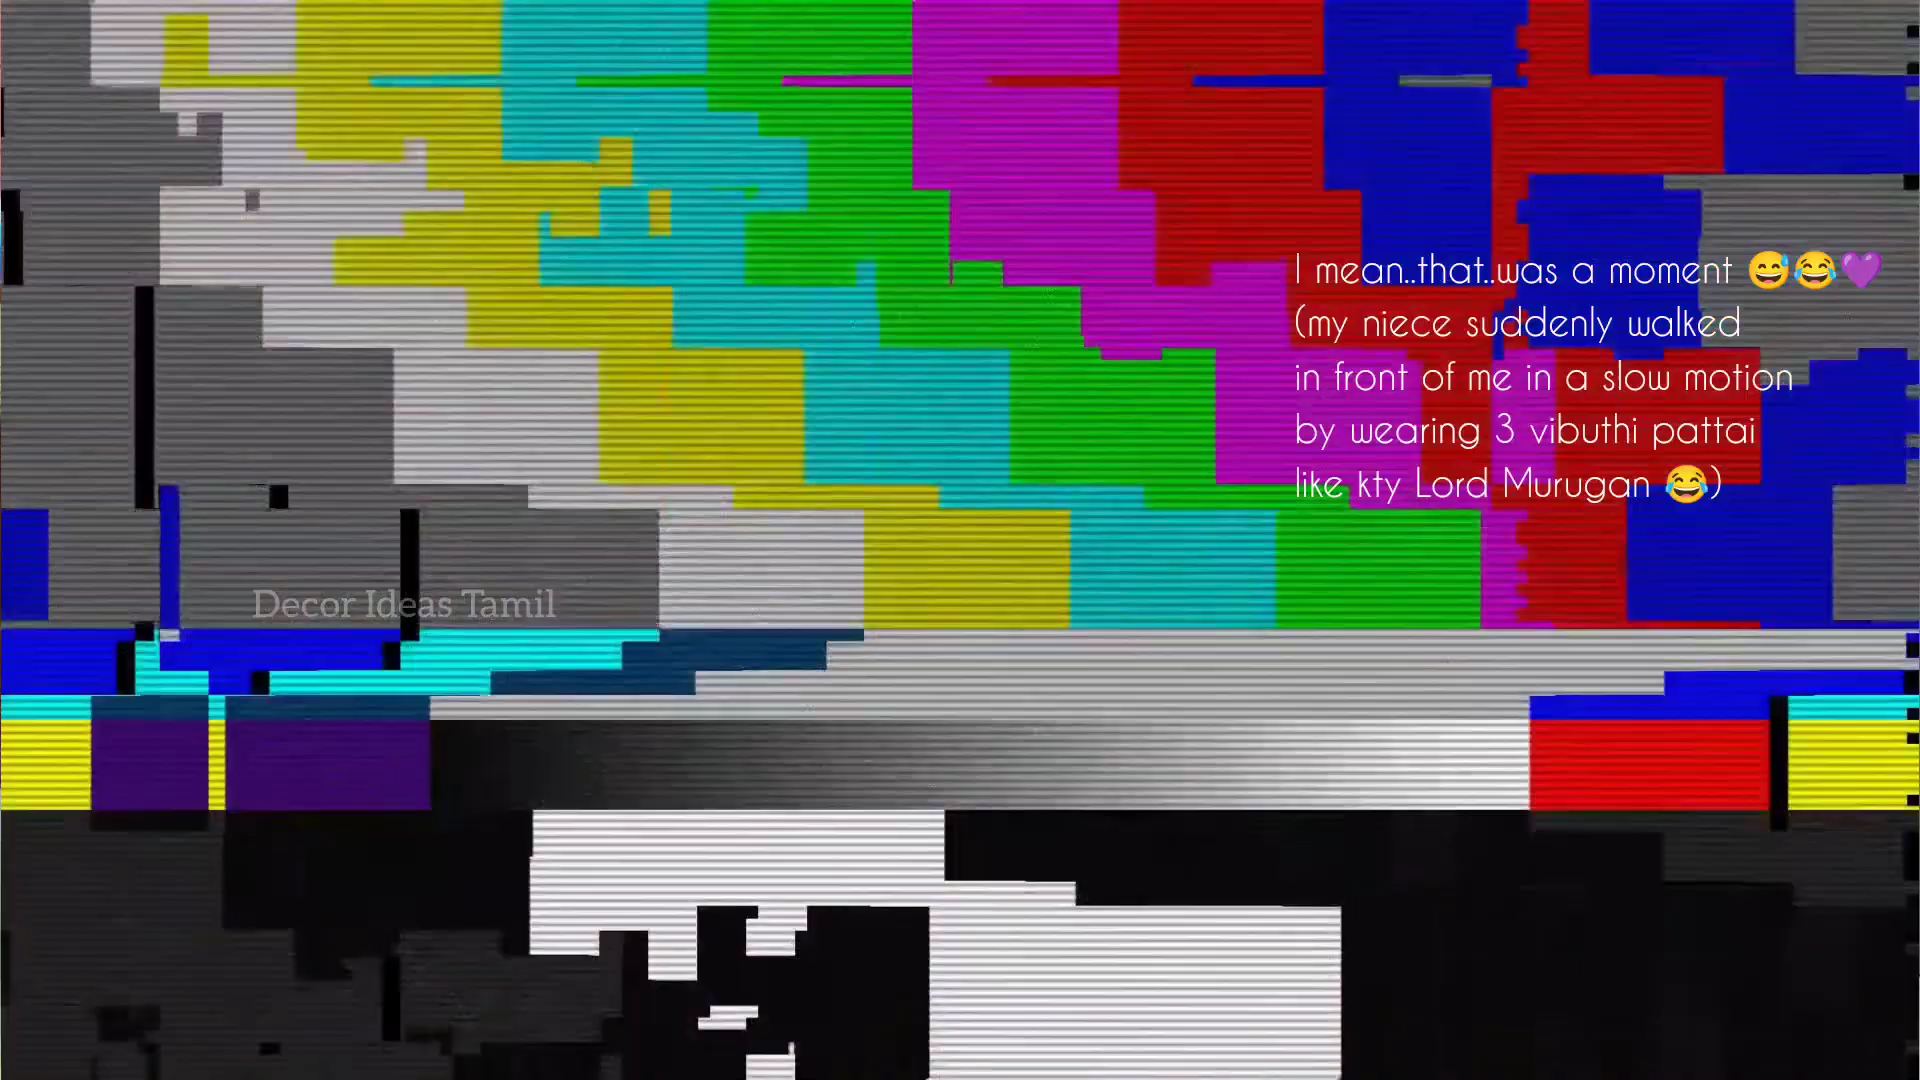 I mean..that..was a moment 😅😂💜
(my niece suddenly walked
in front of me in a slow motion
by wearing 3 vibuthi pattai
like kty Lord Murugan 😂)
Decor Ideas Tamil